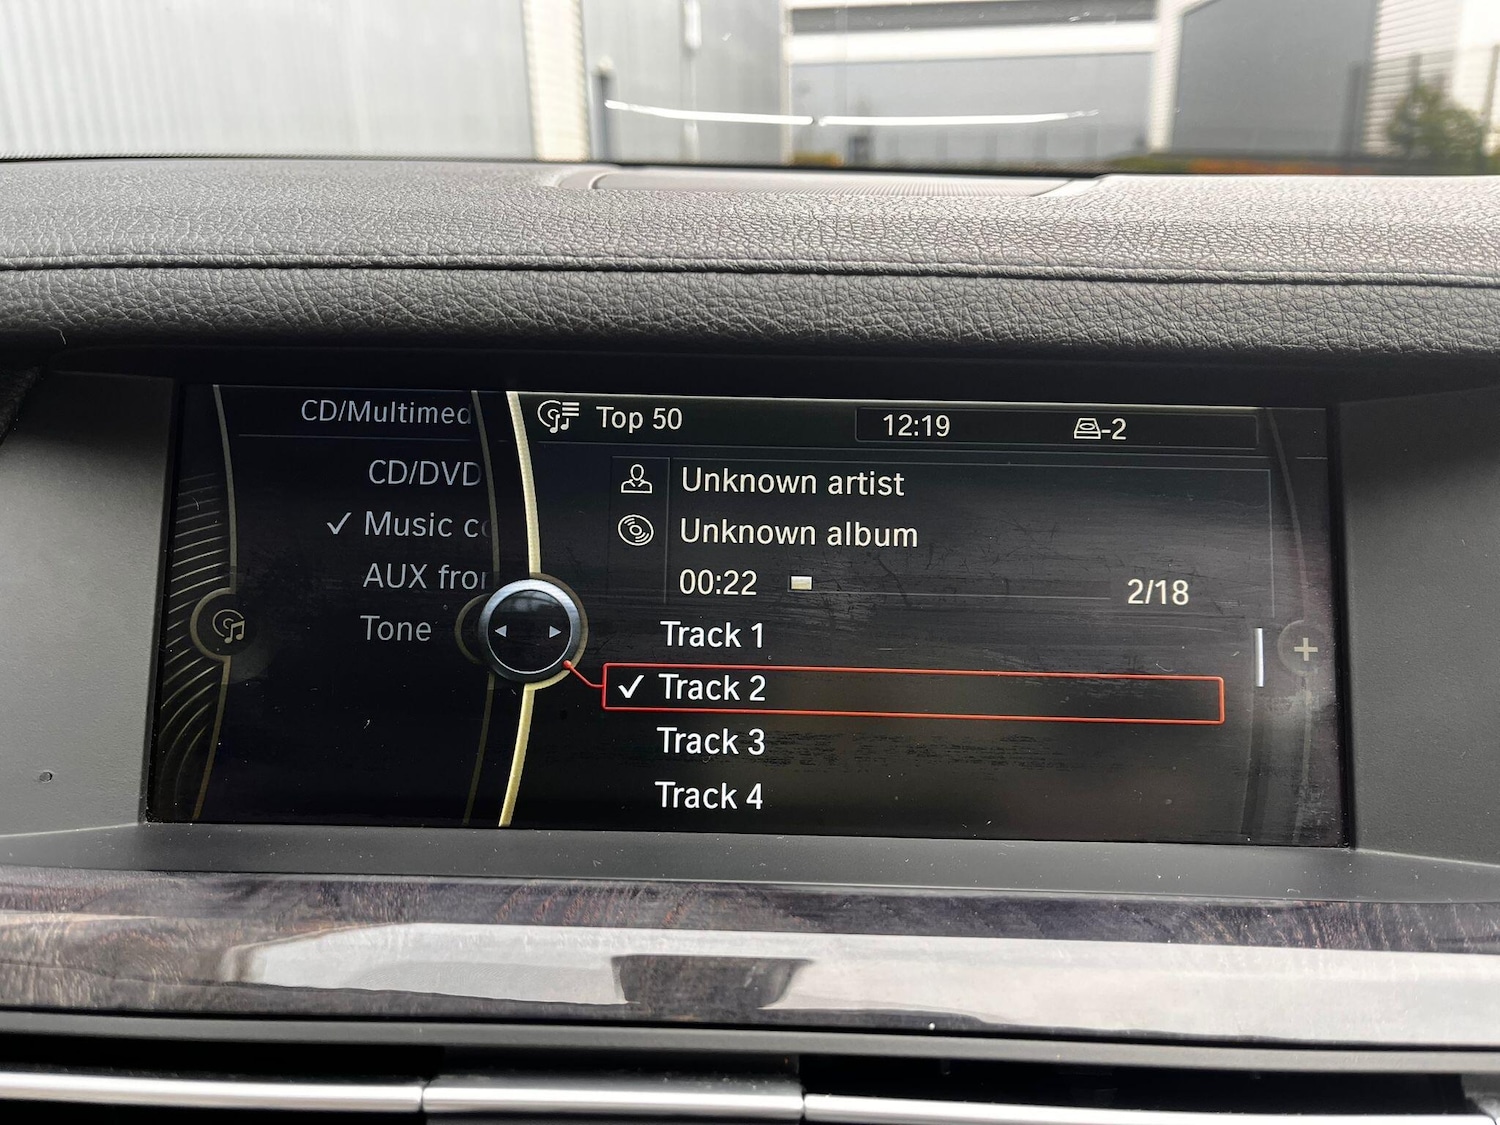 CD/Multimed
CD/DVD
✓ Music c
AUX fro
Tone
Top 50
12:19
-2
Unknown artist
Unknown album
00:22
2/18
Track 1
✓ Track 2
Track 3
Track 4
+